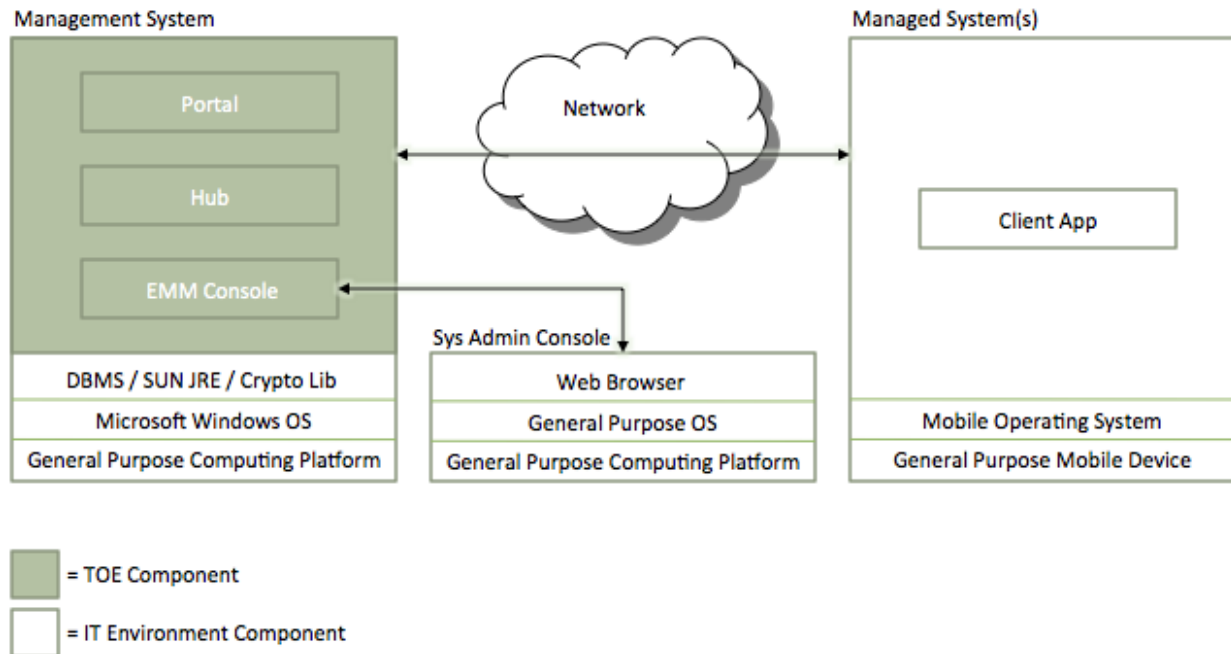 Management System
Managed System(s)
Portal
Network
Hub
Client App
EMM Console
Sys Admin Console
DBMS / SUN JRE / Crypto Lib
Web Browser
Microsoft Windows OS
General Purpose OS
Mobile Operating System
General Purpose Computing Platform
General Purpose Computing Platform
General Purpose Mobile Device
= TOE Component
= IT Environment Component